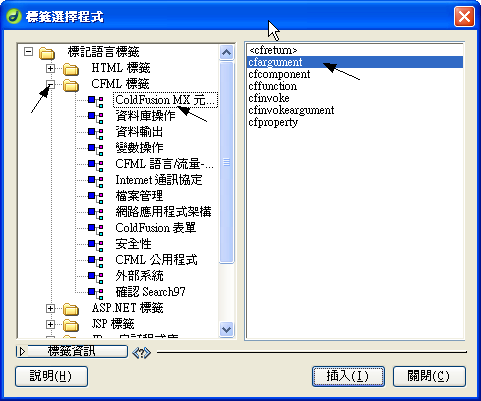 標籤選擇程式
標記語言標籤
HTML 標籤
CFML 標籤
ColdFusion MX 元...
資料庫操作
資料輸出
變數操作
CFML 語言/流量-...
Internet 通訊協定
檔案管理
網路應用程式架構
ColdFusion 表單
安全性
CFML 公用程式
外部系統
確認 Search97
ASP.NET 標籤
JSP 標籤
<cfreturn>
cfargument
cfcomponent
cffunction
cfinvoke
cfinvokeargument
cfproperty
標籤資訊
說明(H)
插入(I)
關閉(C)